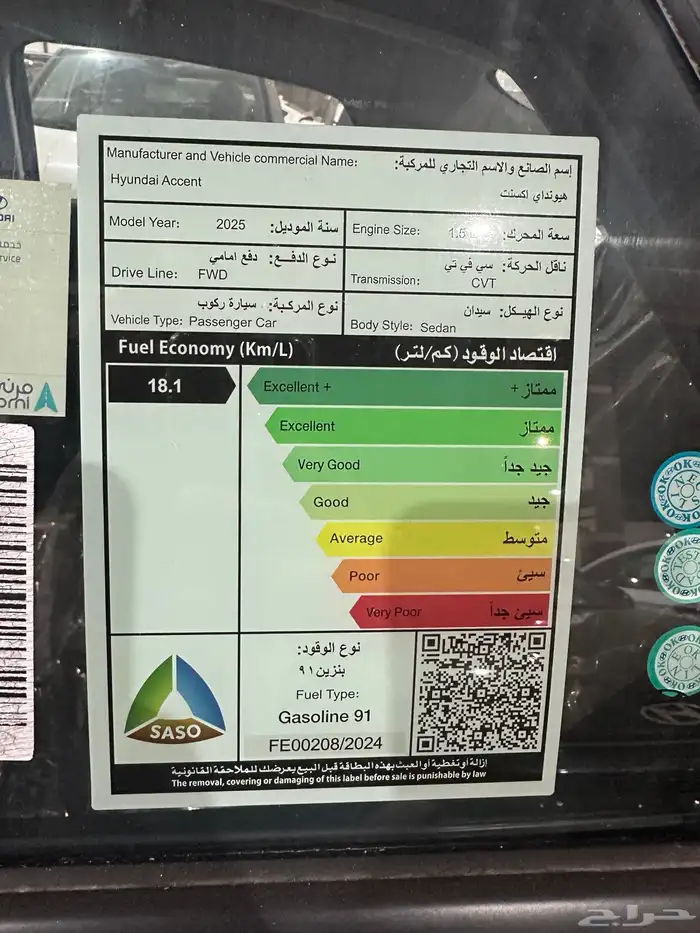 Manufacturer and Vehicle commercial Name:
إسم الصانع والاسم التجاري للمركبة:
Hyundai Accent
هيونداي اكسنت
Model Year: 2025 سنة الموديل:
Engine Size: 1.5 سعة المحرك:
نوع الدفع: دفع امامي
Drive Line: FWD
ناقل الحركة: سي في تي
Transmission: CVT
نوع المركبة: سيارة ركوب
Vehicle Type: Passenger Car
نوع الهيكل: سيدان
Body Style: Sedan
Fuel Economy (Km/L)
اقتصاد الوقود (كم/لتر)
18.1
Excellent + ممتاز +
Excellent ممتاز
Very Good جيد جداً
Good جيد
Average متوسط
Poor سيئ
Very Poor سيئ جداً
SASO
نوع الوقود:
بنزين ٩١
Fuel Type:
Gasoline 91
FE00208/2024
إزالة أو تغطية أو العبث بهذه البطاقة قبل البيع يعرضك للملاحقة القانونية
The removal, covering or damaging of this label before sale is punishable by law
حراج